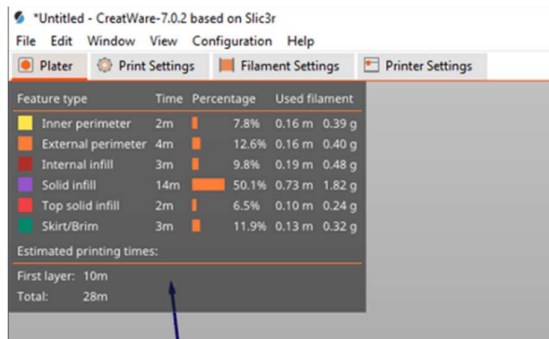 *Untitled - CreatWare-7.0.2 based on Slic3r
File Edit Window View Configuration Help
Plater Print Settings Filament Settings Printer Settings
Feature type Time Percentage Used filament
Inner perimeter 2m 7.8% 0.16 m 0.39 g
External perimeter 4m 12.6% 0.16 m 0.40 g
Internal infill 3m 9.8% 0.19 m 0.48 g
Solid infill 14m 50.1% 0.73 m 1.82 g
Top solid infill 2m 6.5% 0.10 m 0.24 g
Skirt/Brim 3m 11.9% 0.13 m 0.32 g
Estimated printing times:
First layer: 10m
Total: 28m